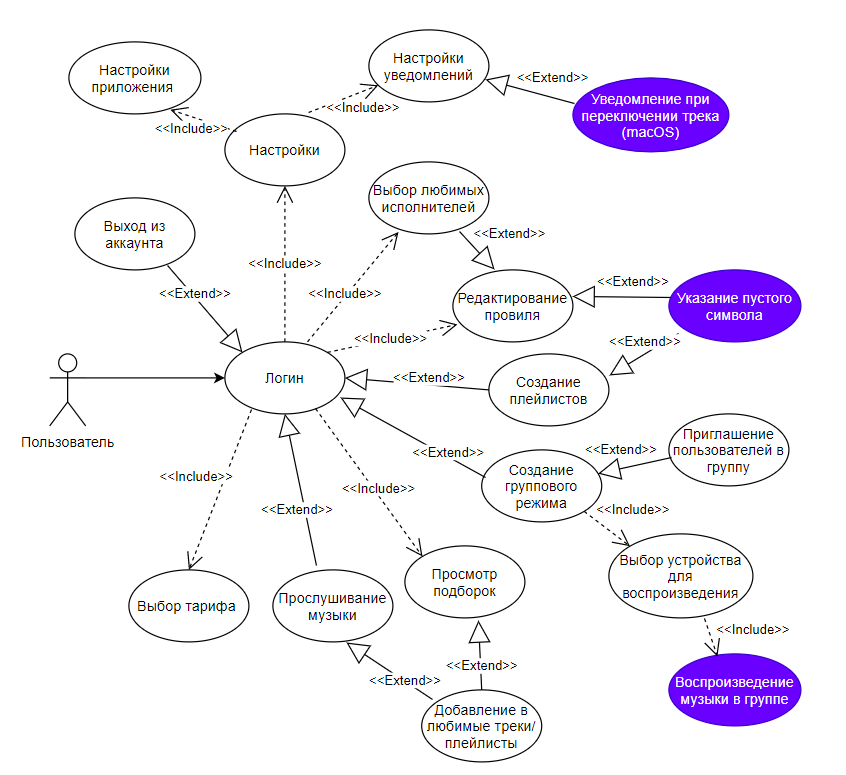 Настройки
уведомлений
<<Extend>>
Настройки
приложения
Уведомление при
переключении трека
(macOS)
<<Include>>
<<Include>>
Настройки
Выбор любимых
исполнителей
Выход из
аккаунта
<<Extend>>
<<Include>>
<<Extend>>
<<Include>>
<<Extend>>
Редактирование
провиля
Указание пустого
символа
<<Include>>
<<Extend>>
Логин
<<Extend>>
Создание
плейлистов
Пользователь
<<Extend>>
<<Extend>>
Приглашение
пользователей в
группу
Создание
группового
режима
<<Include>>
<<Include>>
<<Extend>>
<<Include>>
Выбор устройства
для
воспроизведения
Просмотр
подборок
Выбор тарифа
Прослушивание
музыки
<<Include>>
<<Extend>>
<<Extend>>
Воспроизведение
музыки в группе
Добавление в
любимые треки/
плейлисты